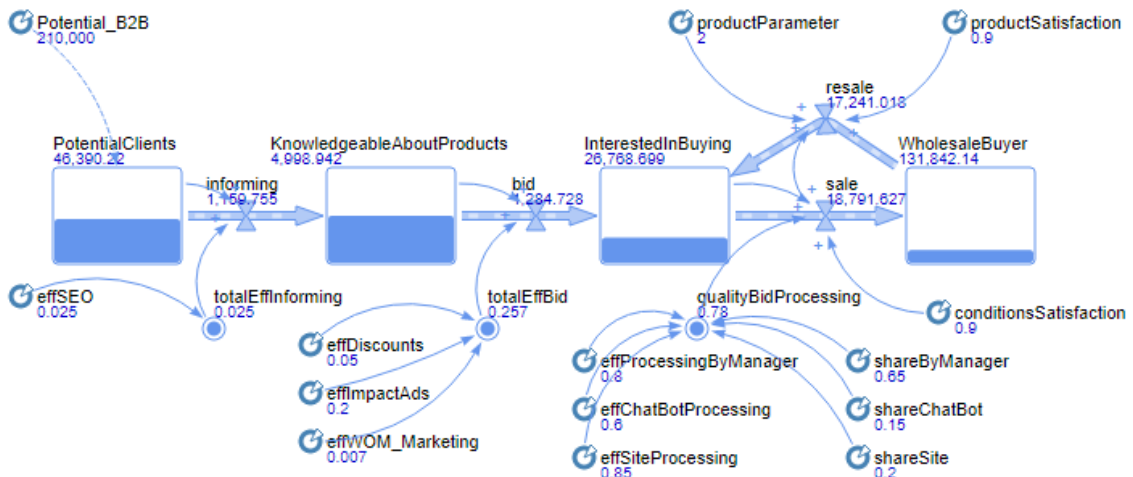 Potential_B2B
210,000
productParameter
2
productSatisfaction
0.9
resale
17,241.018
PotentialClients
46,390.22
KnowledgeableAboutProducts
4,998.942
InterestedInBuying
26,768.699
WholesaleBuyer
131,842.14
informing
1,159.755
bid
1,284.728
sale
18,791.627
effSEO
0.025
totalEffInforming
0.025
totalEffBid
0.257
qualityBidProcessing
0.78
conditionsSatisfaction
0.9
effDiscounts
0.05
effImpactAds
0.2
effWOM_Marketing
0.007
effProcessingByManager
0.8
effChatBotProcessing
0.6
effSiteProcessing
0.85
shareByManager
0.65
shareChatBot
0.15
shareSite
0.2